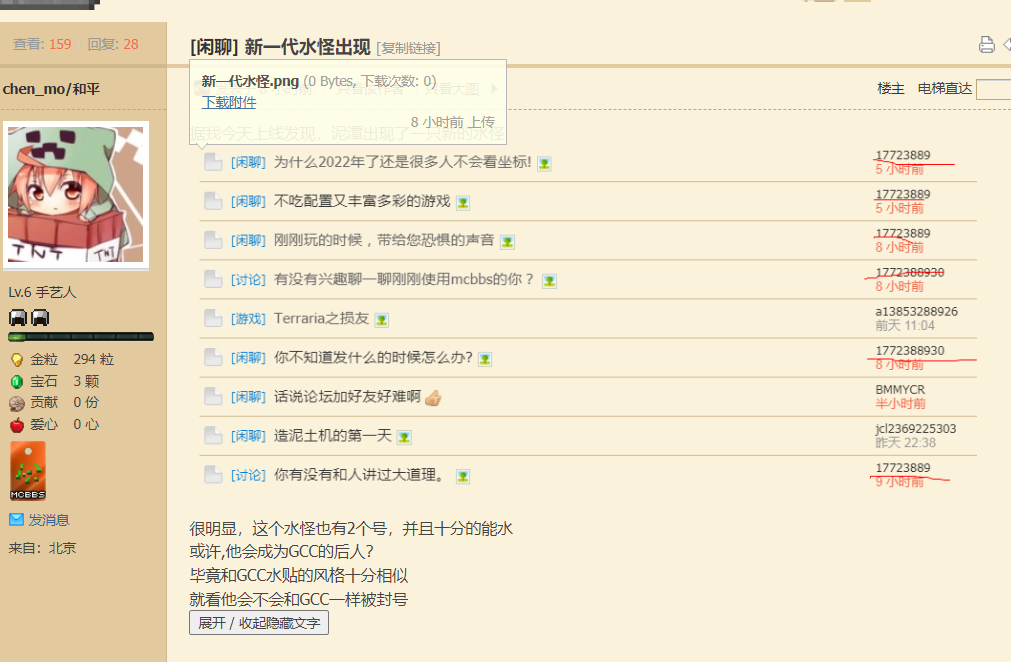 查看: 159 回复: 28
[闲聊] 新一代水怪出现 [复制链接]
chen_mo/和平
楼主 电梯直达
新一代水怪.png (0 Bytes, 下载次数: 0)
下载附件
8 小时前 上传
据我今天上线发现，泥潭出现了一只新的水怪
[闲聊] 为什么2022年了还是很多人不会看坐标! 17723889
5 小时前
[闲聊] 不吃配置又丰富多彩的游戏 17723889
5 小时前
[闲聊] 刚刚玩的时候，带给您恐惧的声音 17723889
8 小时前
[讨论] 有没有兴趣聊一聊刚刚使用mcbbs的你？ 1772388930
8 小时前
[游戏] Terraria之损友 a13853288926
前天 11:04
[闲聊] 你不知道发什么的时候怎么办? 1772388930
8 小时前
[闲聊] 话说论坛加好友好难啊 BMMYCR
半小时前
[闲聊] 造泥土机的第一天 jcl2369225303
昨天 22:38
[讨论] 你有没有和人讲过大道理。 17723889
9 小时前
TNT TNT
Lv.6 手艺人
金粒 294 粒
宝石 3 颗
贡献 0 份
爱心 0 心
MCBBS
发消息
来自: 北京
很明显，这个水怪也有2个号，并且十分的能水
或许,他会成为GCC的后人?
毕竟和GCC水贴的风格十分相似
就看他会不会和GCC一样被封号
展开 / 收起隐藏文字